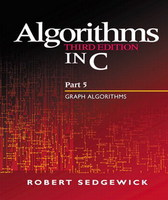 Algorithms
THIRD EDITION
IN C
Part 5
GRAPH ALGORITHMS
ROBERT SEDGEWICK